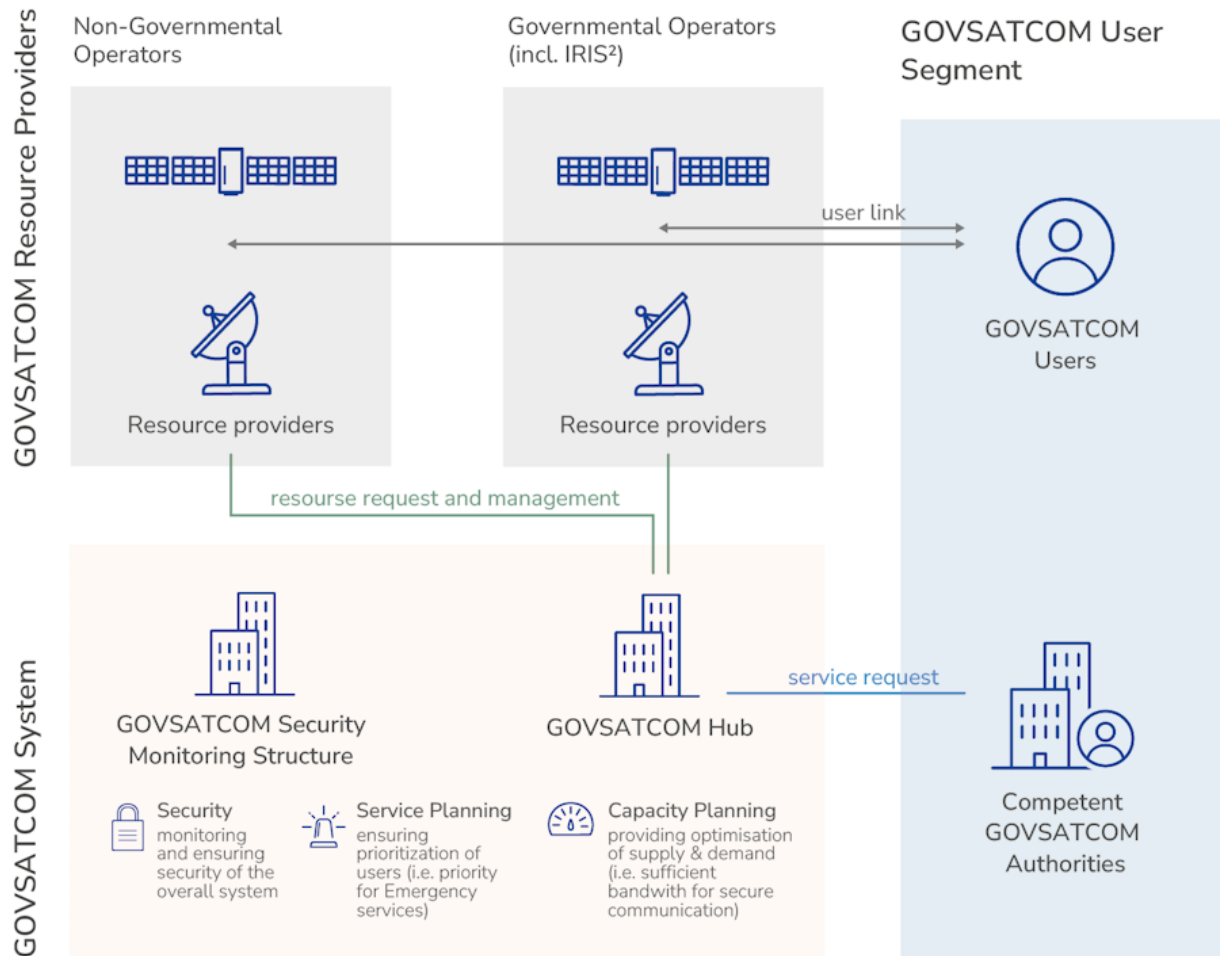 GOVSATCOM Resource Providers
Non-Governmental
Operators
Governmental Operators
(incl. IRIS²)
GOVSATCOM User
Segment
user link
GOVSATCOM
Users
Resource providers
Resource providers
resourse request and management
GOVSATCOM System
GOVSATCOM Security
Monitoring Structure
GOVSATCOM Hub
service request
Competent
GOVSATCOM
Authorities
Security
monitoring
and ensuring
security of the
overall system
Service Planning
ensuring
prioritization of
users (i.e. priority
for Emergency
services)
Capacity Planning
providing optimisation
of supply & demand
(i.e. sufficient
bandwith for secure
communication)